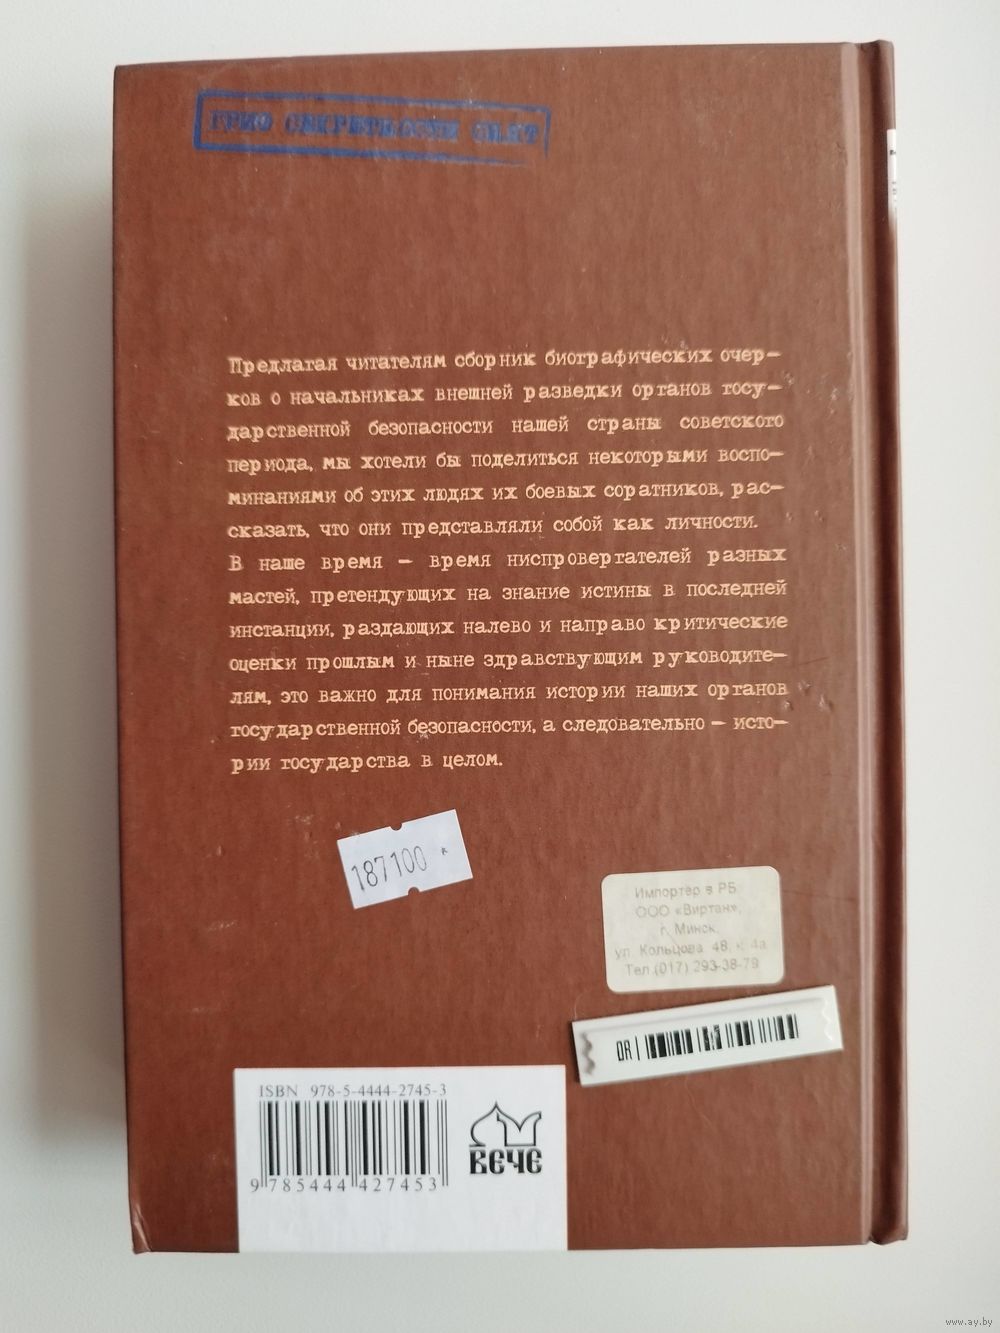 ГРИФ СЕКРЕТНОСТИ СНЯТ
Предлагая читателям сборник биографических очер-
ков о начальниках внешней разведки органов госу-
дарственной безопасности нашей страны советского
периода, мы хотели бы поделиться некоторыми воспо-
минаниями об этих людях их боевых соратников, рас-
сказать, что они представляли собой как личности.
В наше время – время ниспровергателей разных
мастей, претендующих на знание истины в последней
инстанции, раздающих налево и направо критические
оценки прошлым и ныне здравствующим руководите-
лям, это важно для понимания истории наших органов
государственной безопасности, а следовательно – исто-
рии государства в целом.
187100 *
Импортёр в РБ
ООО «Виртан»,
г. Минск,
ул. Кольцова, 48, к. 4а
Тел.(017) 293-38-79
DR
ISBN 978-5-4444-2745-3
9 785444 427453
ВЕЧЕ
www.ay.by